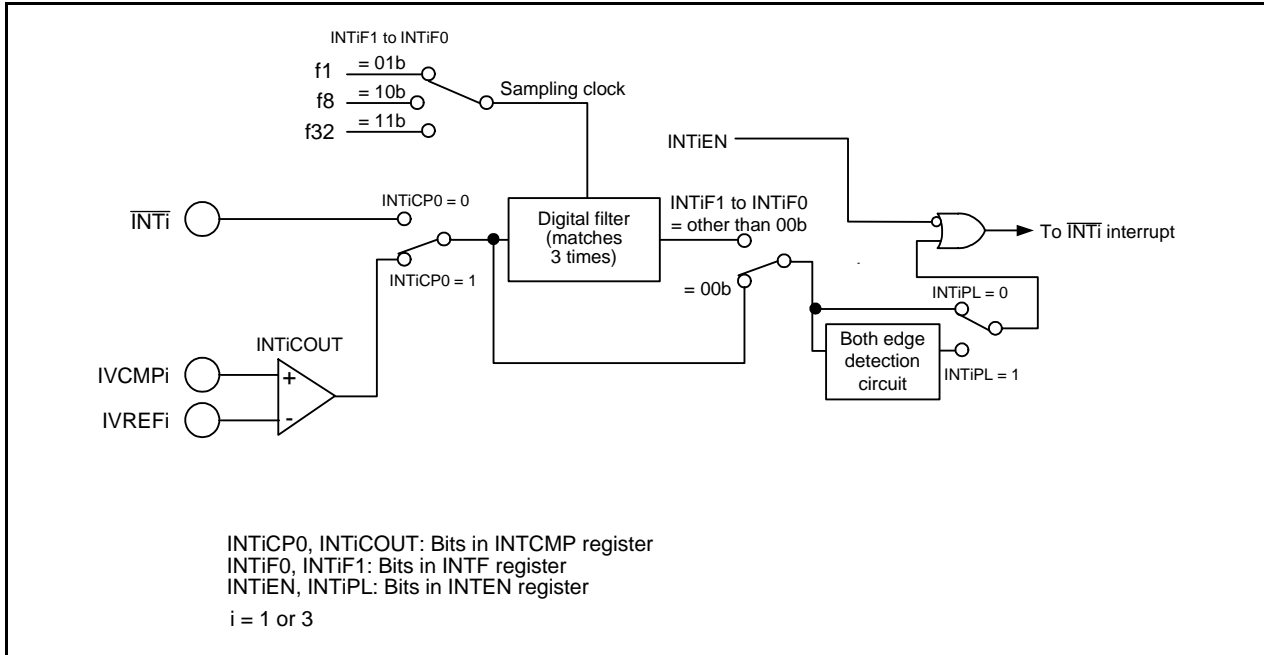 INTiF1 to INTiF0
f1
= 01b
f8
= 10b
f32
= 11b
Sampling clock
INTiEN
INTi
INTiCP0 = 0
INTiCP0 = 1
Digital filter
(matches
3 times)
INTiF1 to INTiF0
= other than 00b
= 00b
To INTi interrupt
INTiPL = 0
Both edge
detection
circuit
INTiPL = 1
INTiCOUT
IVCMPi
+
IVREFi
-
INTiCP0, INTiCOUT: Bits in INTCMP register
INTiF0, INTiF1: Bits in INTF register
INTiEN, INTiPL: Bits in INTEN register
i = 1 or 3